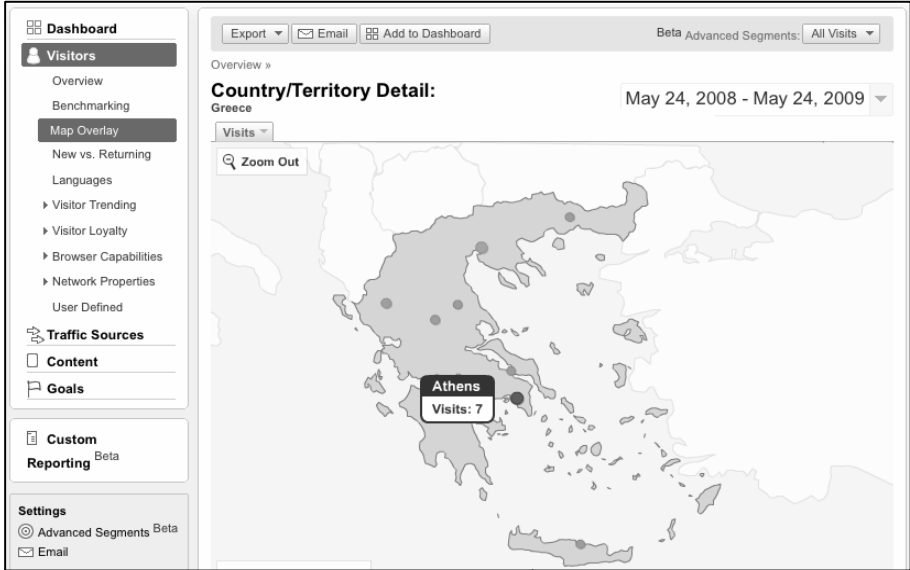 Dashboard
Visitors
Overview
Benchmarking
Map Overlay
New vs. Returning
Languages
Visitor Trending
Visitor Loyalty
Browser Capabilities
Network Properties
User Defined
Traffic Sources
Content
Goals
Custom
Reporting Beta
Settings
Advanced Segments Beta
Email
Export Email Add to Dashboard Beta Advanced Segments: All Visits
Overview »
Country/Territory Detail:
Greece
May 24, 2008 - May 24, 2009
Visits
Zoom Out
Athens
Visits: 7